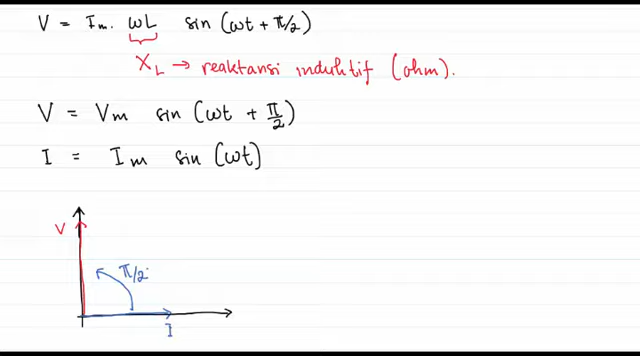 V = Im. ωL sin (ωt + π/2)
XL → reaktansi induktif (ohm).
V = Vm sin (ωt + π/2)
I = Im sin (ωt)
V
π/2
I